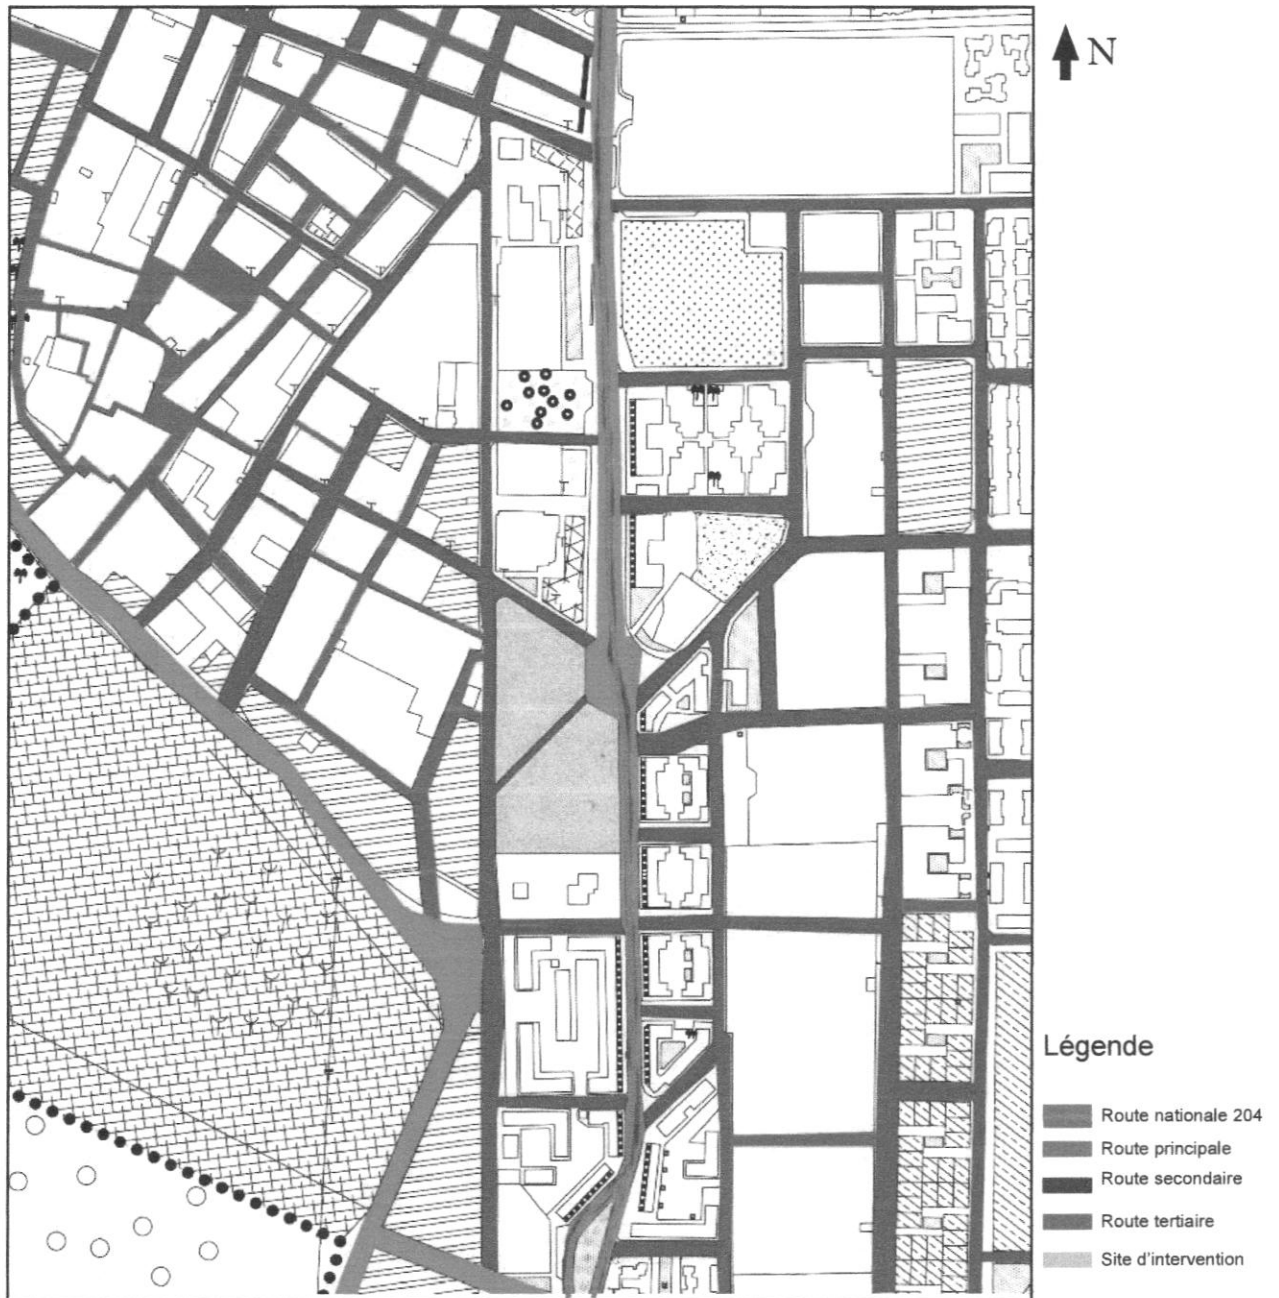 N
Légende
Route nationale 204
Route principale
Route secondaire
Route tertiaire
Site d'intervention